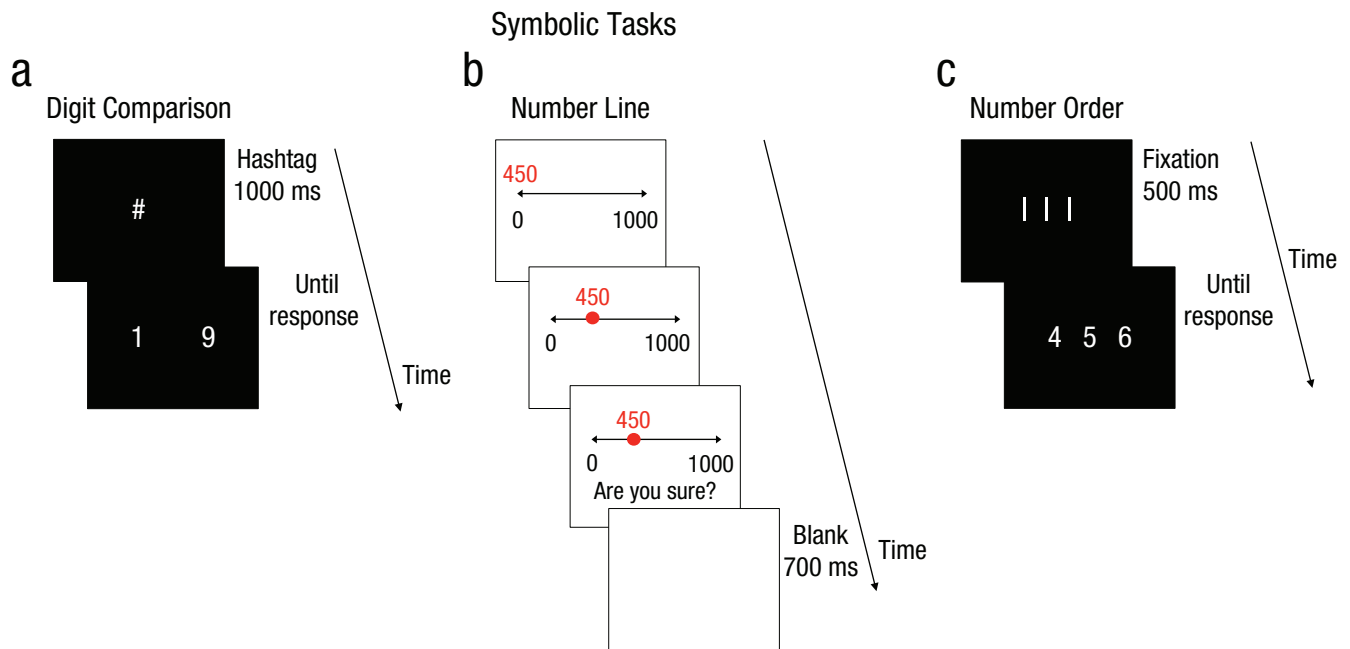 Symbolic Tasks
a
Digit Comparison
#
Hashtag
1000 ms
1 9
Until
response
Time
b
Number Line
450
0 1000
450
0 1000
450
0 1000
Are you sure?
Blank
700 ms
Time
c
Number Order
| | |
Fixation
500 ms
4 5 6
Until
response
Time